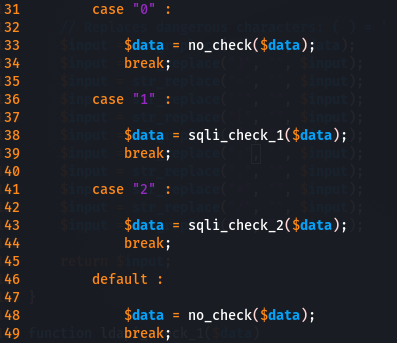 31 case "0" :
32
33 $data = no_check($data);
34 break;
35
36 case "1" :
37
38 $data = sqli_check_1($data);
39 break;
40
41 case "2" :
42
43 $data = sqli_check_2($data);
44 break;
45
46 default :
47
48 $data = no_check($data);
49 break;